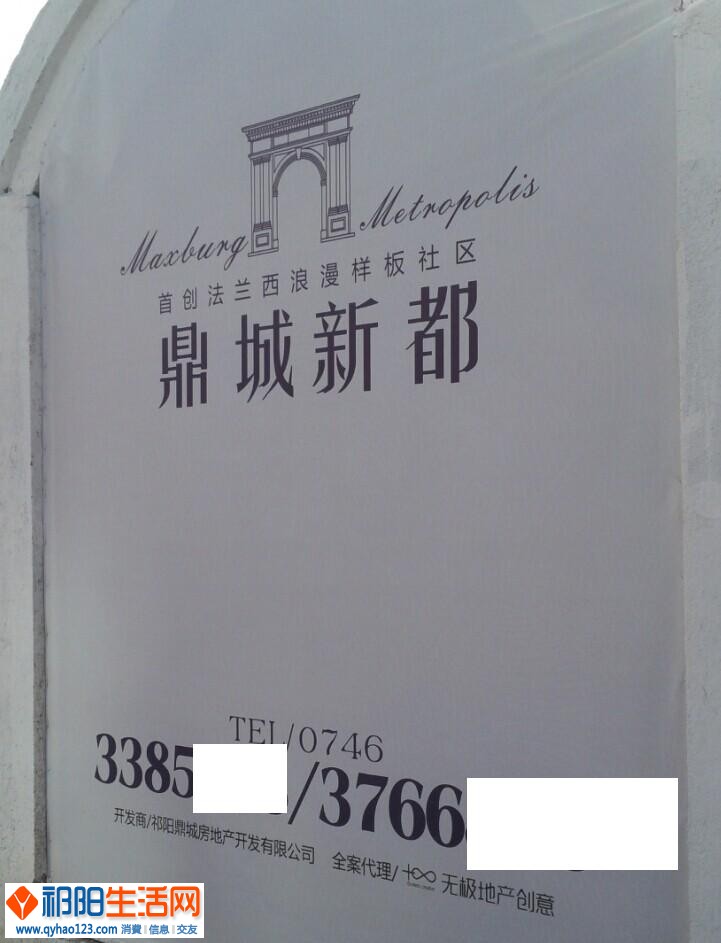 Maxburg Metropolis
首创法兰西浪漫样板社区
鼎城新都
TEL/0746
3385 /3766
开发商/祁阳鼎城房地产开发有限公司 全案代理/ 无极地产创意
祁阳生活网
www.qyhao123.com 消費 信息 交友